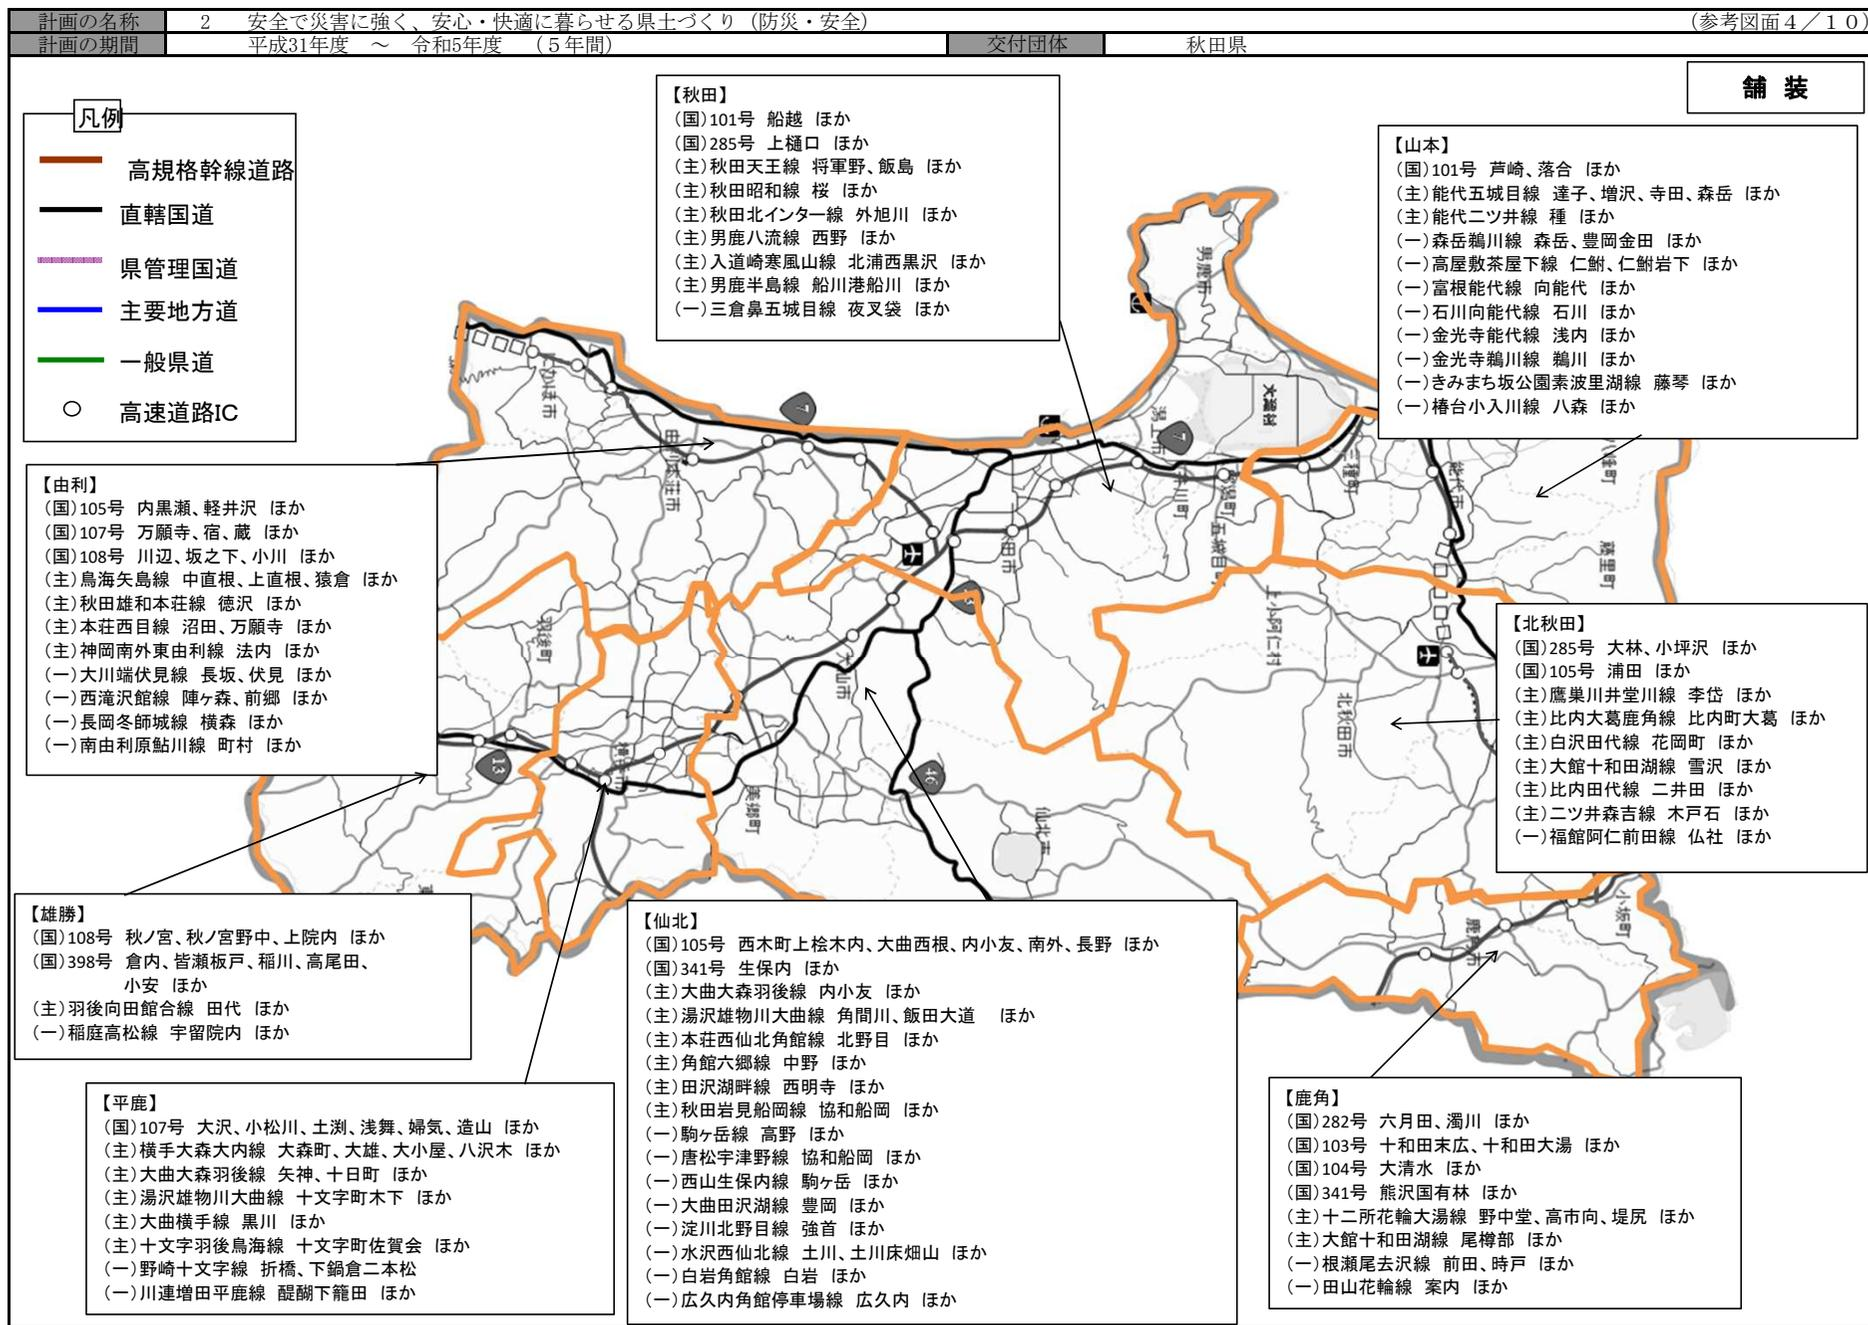 計画の名称 2 安全で災害に強く、安心・快適に暮らせる県土づくり（防災・安全） （参考図面４／１０）
計画の期間 平成31年度 ～ 令和5年度 （５年間） 交付団体 秋田県
舗 装
凡例
高規格幹線道路
直轄国道
県管理国道
主要地方道
一般県道
高速道路IC
【秋田】
（国）101号 船越 ほか
（国）285号 上樋口 ほか
（主）秋田天王線 将軍野、飯島 ほか
（主）秋田昭和線 桜 ほか
（主）秋田北インター線 外旭川 ほか
（主）男鹿八流線 西野 ほか
（主）入道崎寒風山線 北浦西黒沢 ほか
（主）男鹿半島線 船川港船川 ほか
（一）三倉鼻五城目線 夜叉袋 ほか
【山本】
（国）101号 芦崎、落合 ほか
（主）能代五城目線 達子、増沢、寺田、森岳 ほか
（主）能代二ツ井線 種 ほか
（一）森岳鵜川線 森岳、豊岡金田 ほか
（一）高屋敷茶屋下線 仁鮒、仁鮒岩下 ほか
（一）富根能代線 向能代 ほか
（一）石川向能代線 石川 ほか
（一）金光寺能代線 浅内 ほか
（一）金光寺鵜川線 鵜川 ほか
（一）きみまち坂公園素波里湖線 藤琴 ほか
（一）椿台小入川線 八森 ほか
【由利】
（国）105号 内黒瀬、軽井沢 ほか
（国）107号 万願寺、宿、蔵 ほか
（国）108号 川辺、坂之下、小川 ほか
（主）鳥海矢島線 中直根、上直根、猿倉 ほか
（主）秋田雄和本荘線 徳沢 ほか
（主）本荘西目線 沼田、万願寺 ほか
（主）神岡南外東由利線 法内 ほか
（一）大川端伏見線 長坂、伏見 ほか
（一）西滝沢館線 陣ヶ森、前郷 ほか
（一）長岡冬師城線 横森 ほか
（一）南由利原鮎川線 町村 ほか
【北秋田】
（国）285号 大林、小坪沢 ほか
（国）105号 浦田 ほか
（主）鷹巣川井堂川線 李岱 ほか
（主）比内大葛鹿角線 比内町大葛 ほか
（主）白沢田代線 花岡町 ほか
（主）大館十和田湖線 雪沢 ほか
（主）比内田代線 二井田 ほか
（主）二ツ井森吉線 木戸石 ほか
（一）福館阿仁前田線 仏社 ほか
【雄勝】
（国）108号 秋ノ宮、秋ノ宮野中、上院内 ほか
（国）398号 倉内、皆瀬板戸、稲川、高尾田、
小安 ほか
（主）羽後向田館合線 田代 ほか
（一）稲庭高松線 宇留院内 ほか
【平鹿】
（国）107号 大沢、小松川、土渕、浅舞、婦気、造山 ほか
（主）横手大森大内線 大森町、大雄、大小屋、八沢木 ほか
（主）大曲大森羽後線 矢神、十日町 ほか
（主）湯沢雄物川大曲線 十文字町木下 ほか
（主）大曲横手線 黒川 ほか
（主）十文字羽後鳥海線 十文字町佐賀会 ほか
（一）野崎十文字線 折橋、下鍋倉二本松
（一）川連増田平鹿線 醍醐下籠田 ほか
【仙北】
（国）105号 西木町上桧木内、大曲西根、内小友、南外、長野 ほか
（国）341号 生保内 ほか
（主）大曲大森羽後線 内小友 ほか
（主）湯沢雄物川大曲線 角間川、飯田大道 ほか
（主）本荘西仙北角館線 北野目 ほか
（主）角館六郷線 中野 ほか
（主）田沢湖畔線 西明寺 ほか
（主）秋田岩見船岡線 協和船岡 ほか
（一）駒ヶ岳線 高野 ほか
（一）唐松宇津野線 協和船岡 ほか
（一）西山生保内線 駒ヶ岳 ほか
（一）大曲田沢湖線 豊岡 ほか
（一）淀川北野目線 強首 ほか
（一）水沢西仙北線 土川、土川床畑山 ほか
（一）白岩角館線 白岩 ほか
（一）広久内角館停車場線 広久内 ほか
【鹿角】
（国）282号 六月田、濁川 ほか
（国）103号 十和田末広、十和田大湯 ほか
（国）104号 大清水 ほか
（国）341号 熊沢国有林 ほか
（主）十二所花輪大湯線 野中堂、高市向、堤尻 ほか
（主）大館十和田湖線 尾樽部 ほか
（一）根瀬尾去沢線 前田、時戸 ほか
（一）田山花輪線 案内 ほか
男鹿市
大潟村
潟上市
井川町
五城目町
三種町
藤里町
上小阿仁村
北秋田市
小坂町
仙北市
美郷町
羽後町
7
7
13
46